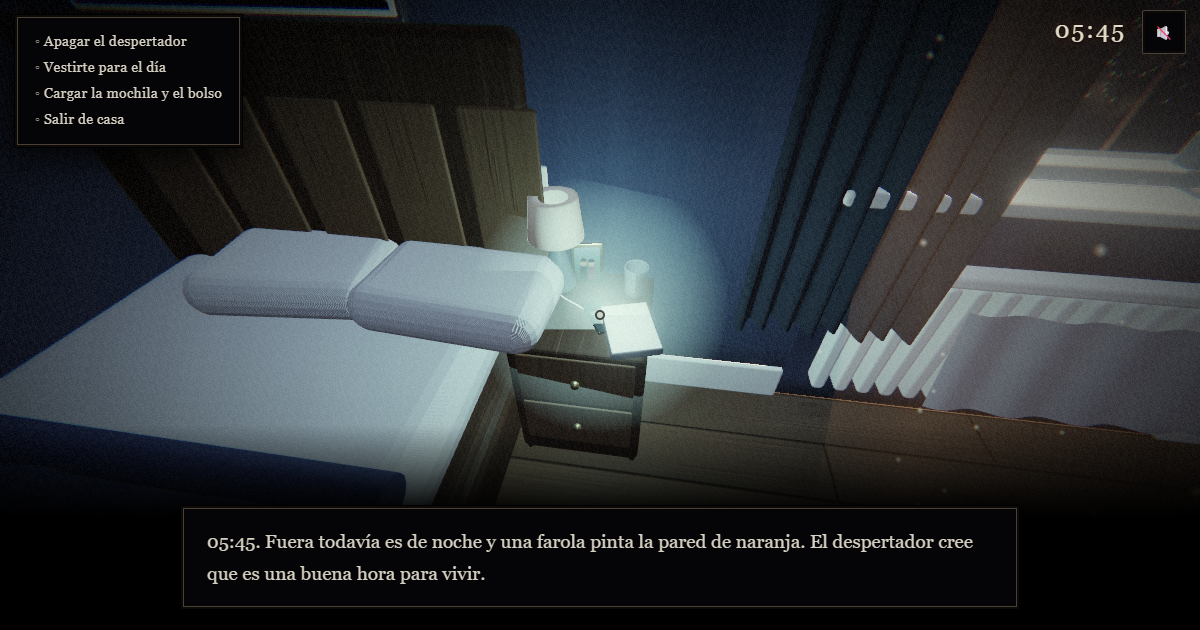 ◦ Apagar el despertador
◦ Vestirte para el día
◦ Cargar la mochila y el bolso
◦ Salir de casa
05:45
05:45. Fuera todavía es de noche y una farola pinta la pared de naranja. El despertador cree
que es una buena hora para vivir.